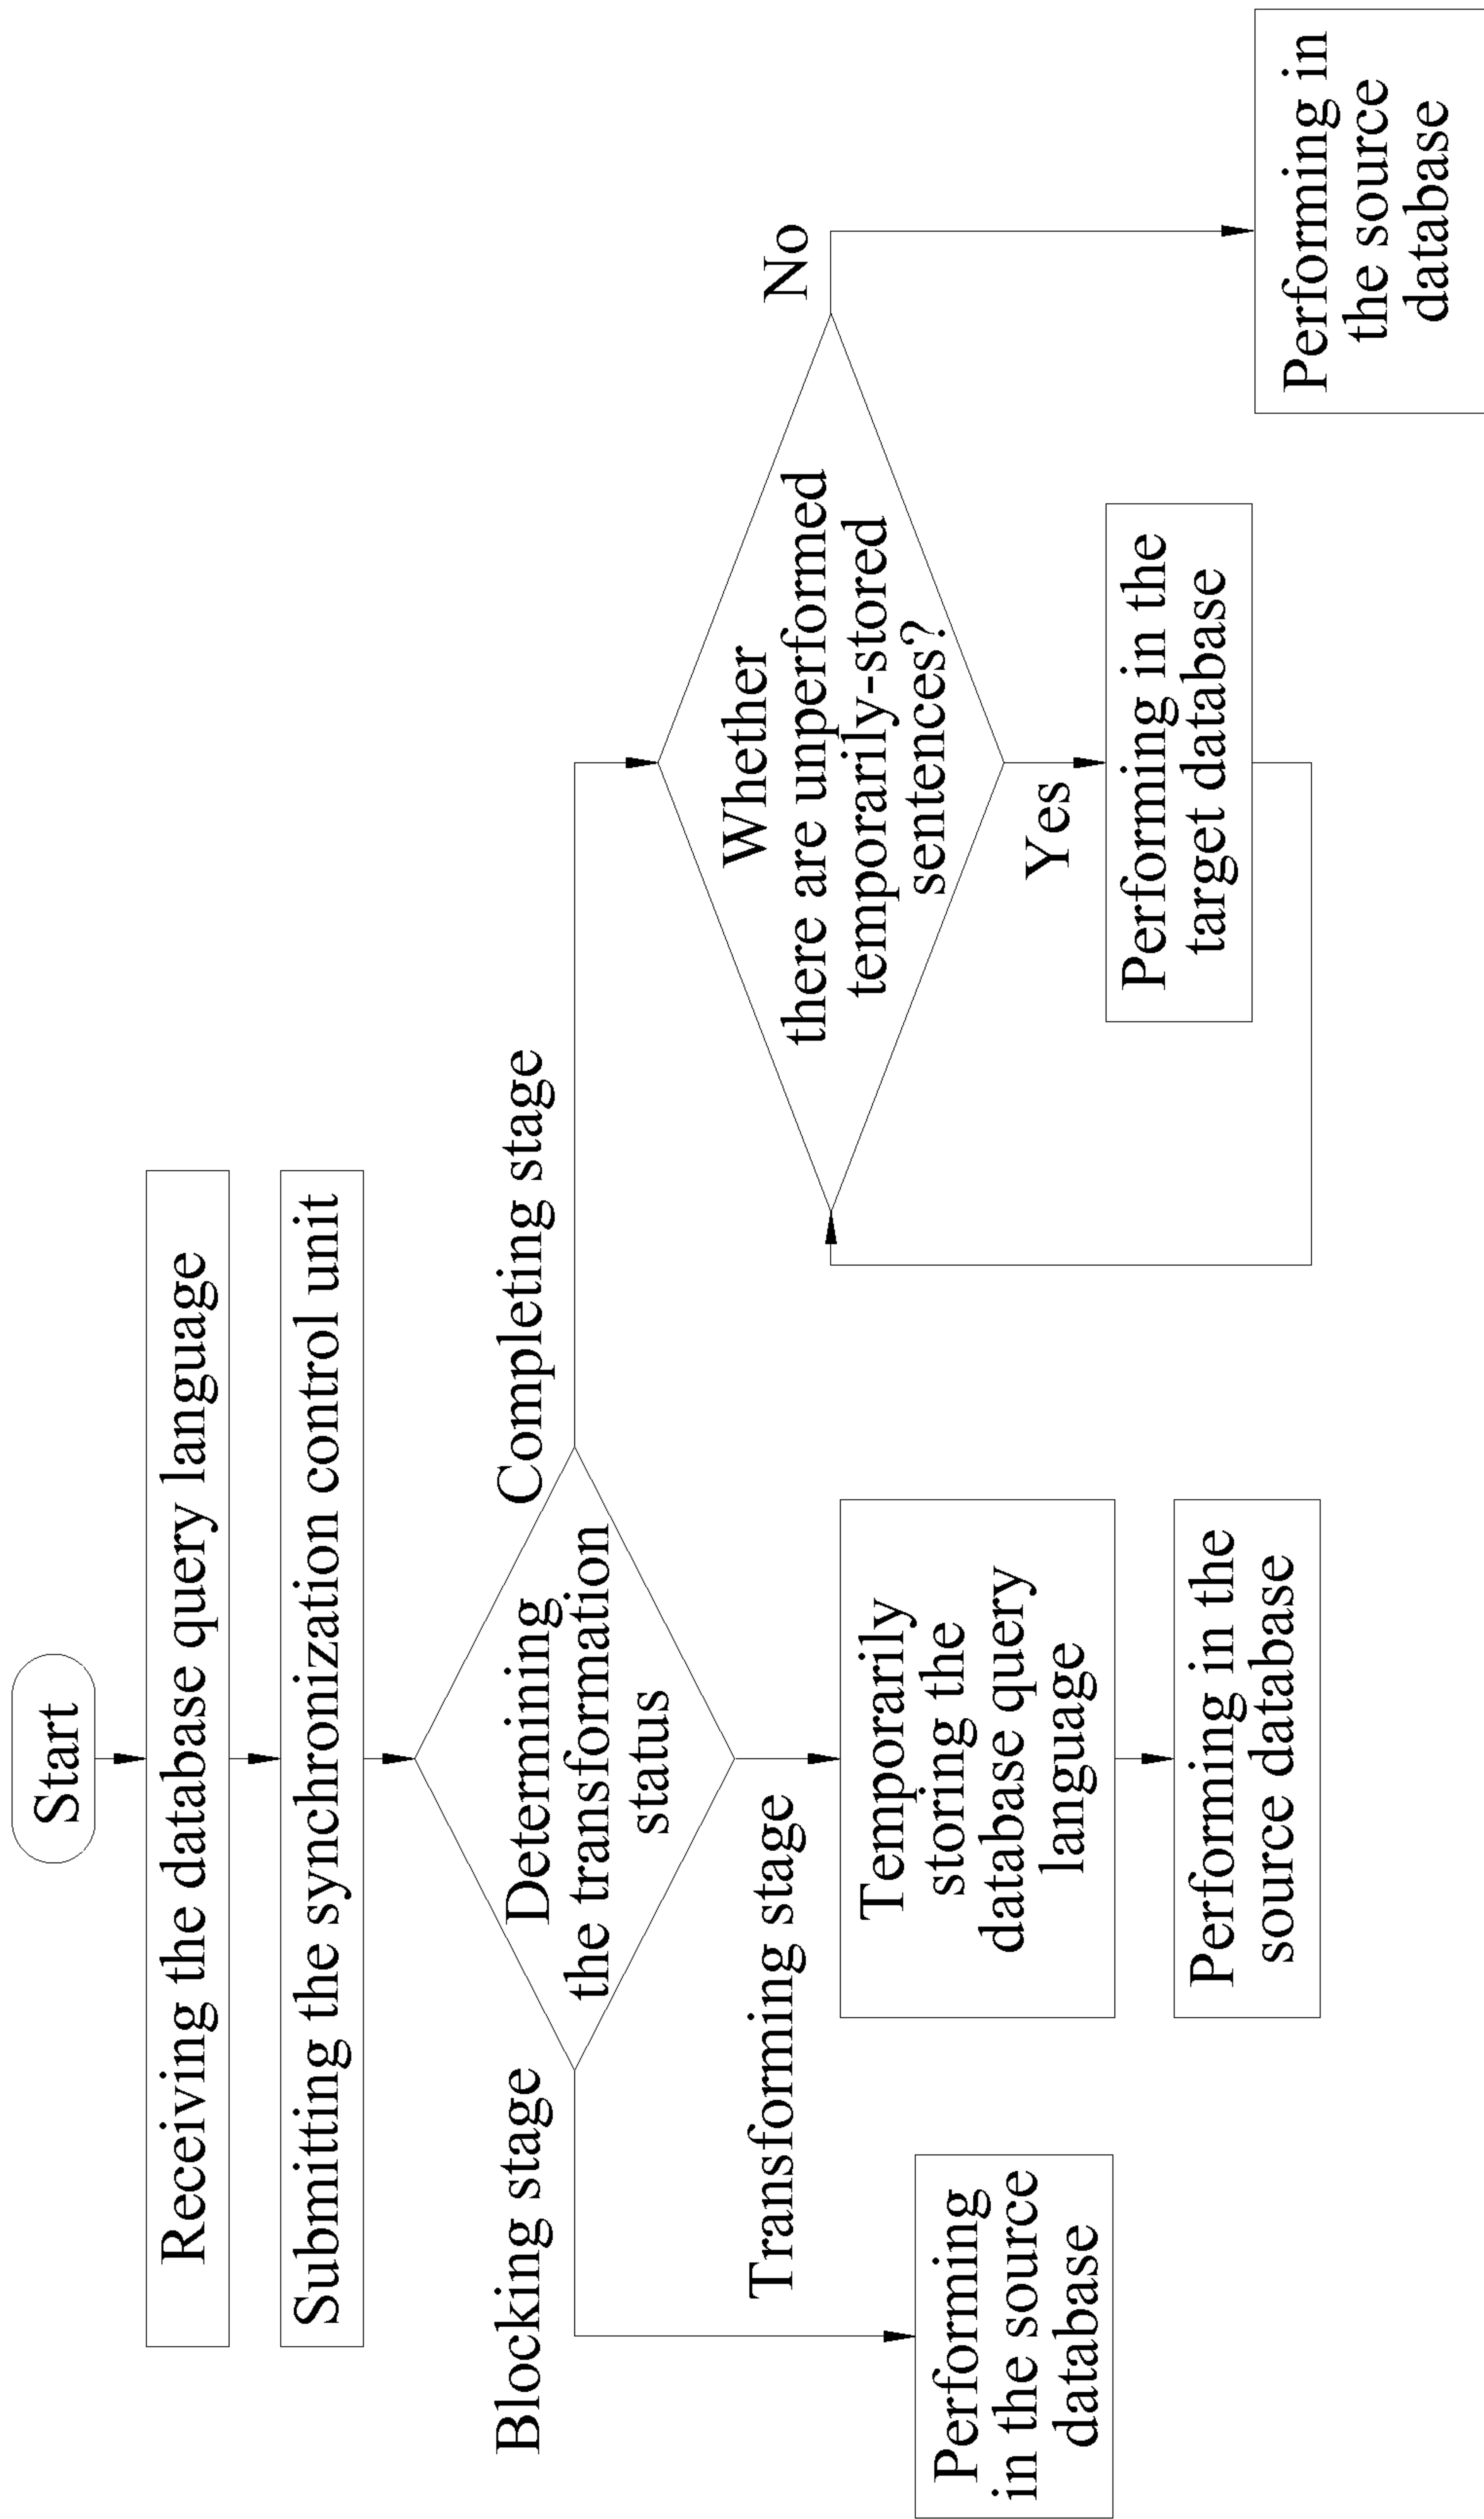 Start
Receiving the database query language
Submitting the synchronization control unit
Determining
the transformation
status
Blocking stage
Performing
in the source
database
Transforming stage
Temporarily
storing the
database query
language
Performing in the
source database
Completing stage
Whether
there are unperformed
temporarily-stored
sentences?
Yes
Performing in the
target database
No
Performing in
the source
database